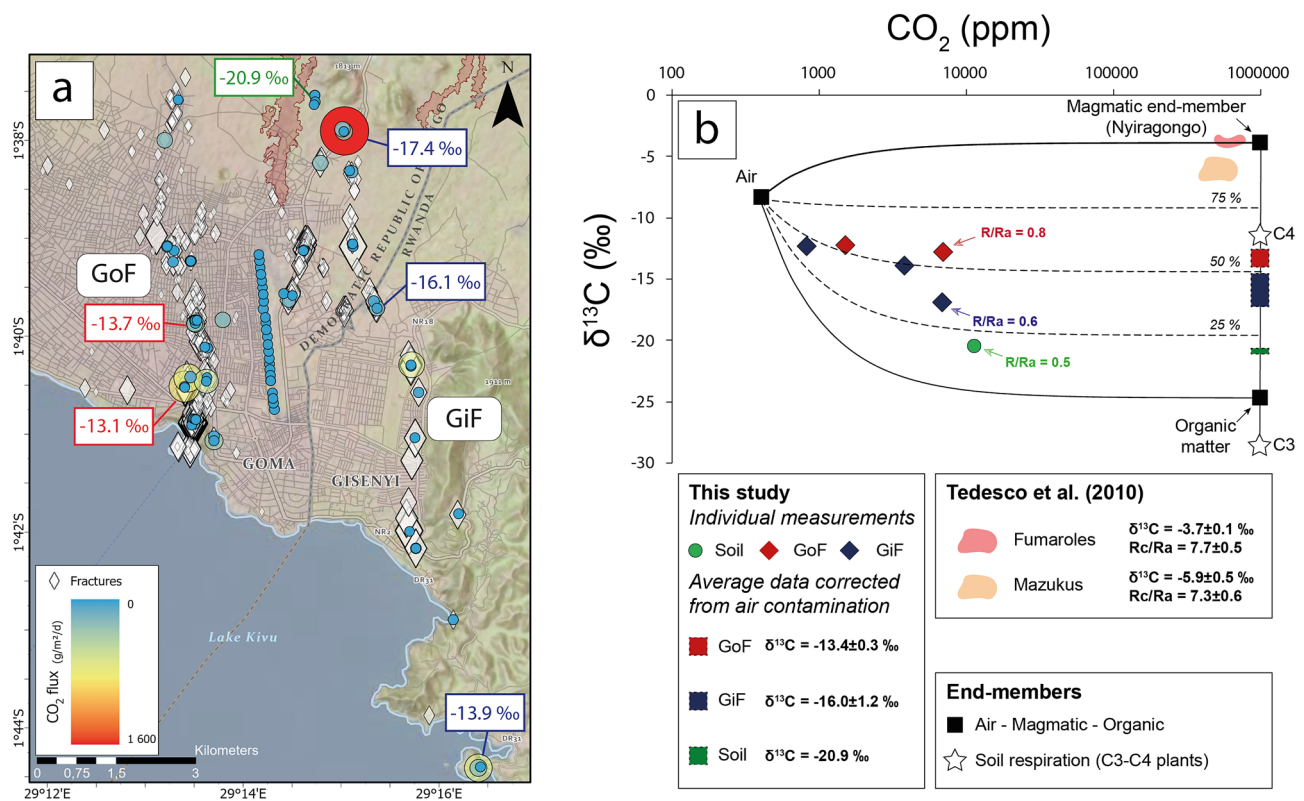 a
N
1813 m
-20.9 ‰
-17.4 ‰
1°38'S
GoF
DEMOCRATIC REPUBLIC OF
GO
RWANDA
-16.1 ‰
-13.7 ‰
NR18
1°40'S
1911 m
-13.1 ‰
GiF
GOMA
GISENYI
NR2
1°42'S
DR31
Fractures
0
CO2 flux (g/m²/d)
1 600
Lake Kivu
-13.9 ‰
DR31
1°44'S
Kilometers
0 0,75 1,5 3
29°12'E 29°14'E 29°16'E
CO2 (ppm)
100 1000 10000 100000 1000000
b
δ13C (‰)
0
-5
-10
-15
-20
-25
-30
Magmatic end-member
(Nyiragongo)
Air
75 %
C4
R/Ra = 0.8
50 %
R/Ra = 0.6
25 %
R/Ra = 0.5
Organic
matter
C3
This study
Individual measurements
Soil GoF GiF
Average data corrected
from air contamination
GoF δ13C = -13.4±0.3 ‰
GiF δ13C = -16.0±1.2 ‰
Soil δ13C = -20.9 ‰
Tedesco et al. (2010)
Fumaroles δ13C = -3.7±0.1 ‰
Rc/Ra = 7.7±0.5
Mazukus δ13C = -5.9±0.5 ‰
Rc/Ra = 7.3±0.6
End-members
Air - Magmatic - Organic
Soil respiration (C3-C4 plants)